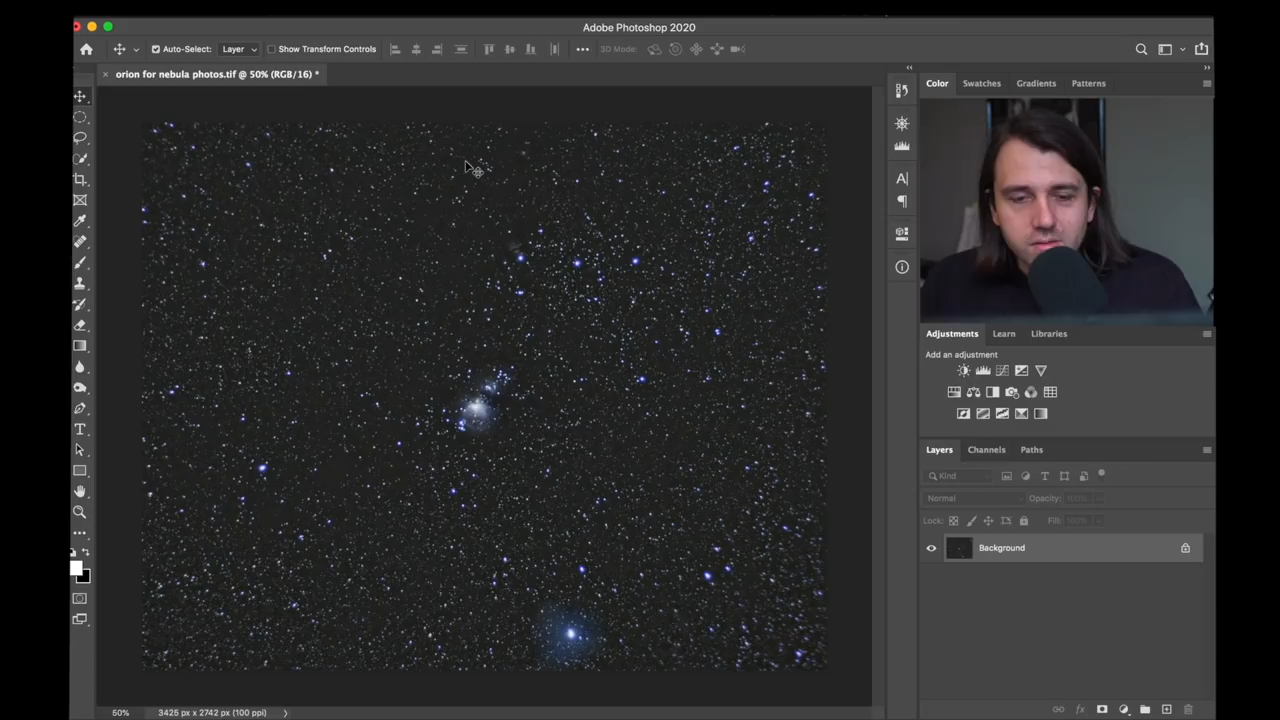 Adobe Photoshop 2020
Auto-Select: Layer Show Transform Controls 3D Mode:
orion for nebula photos.tif @ 50% (RGB/16) *
Color Swatches Gradients Patterns
Adjustments Learn Libraries
Add an adjustment
Layers Channels Paths
Kind
Normal Opacity: 100%
Lock: Fill: 100%
Background
50% 3425 px x 2742 px (100 ppi)